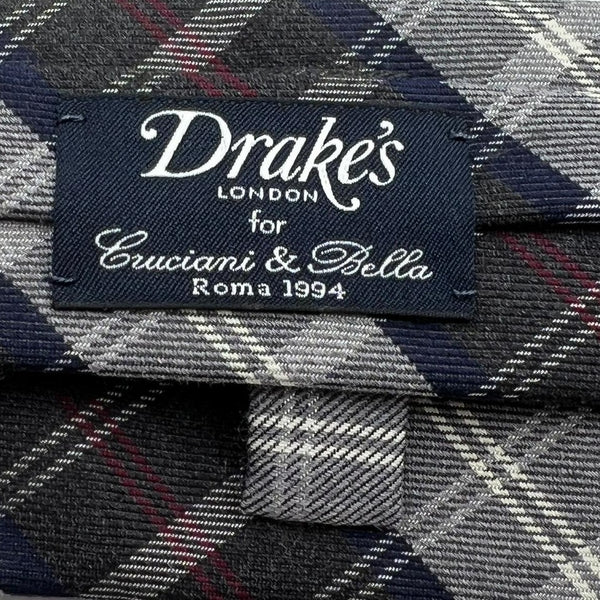 Drake's
LONDON
for
Cruciani & Bella
Roma 1994